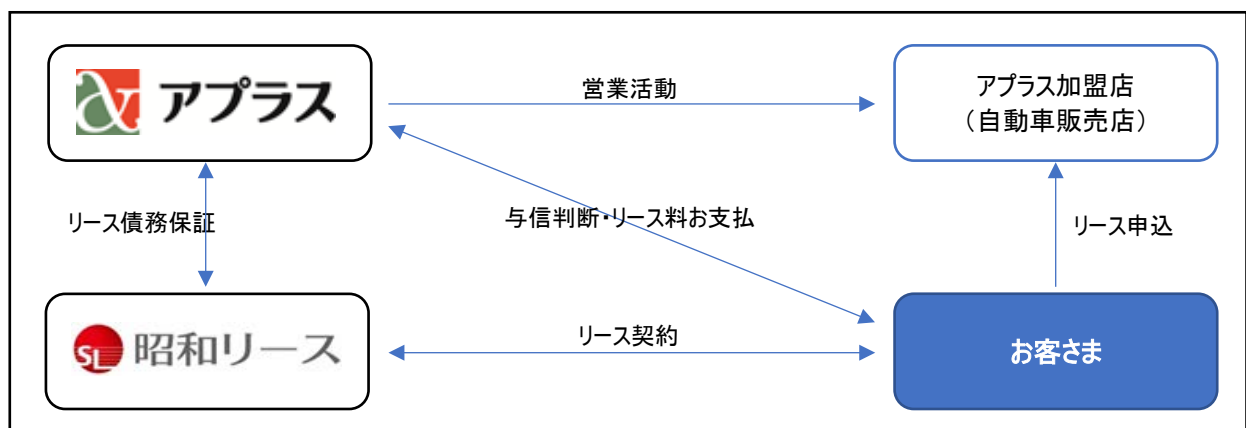 アプラス
営業活動
アプラス加盟店
（自動車販売店）
リース債務保証
与信判断・リース料お支払
リース申込
SL 昭和リース
リース契約
お客さま